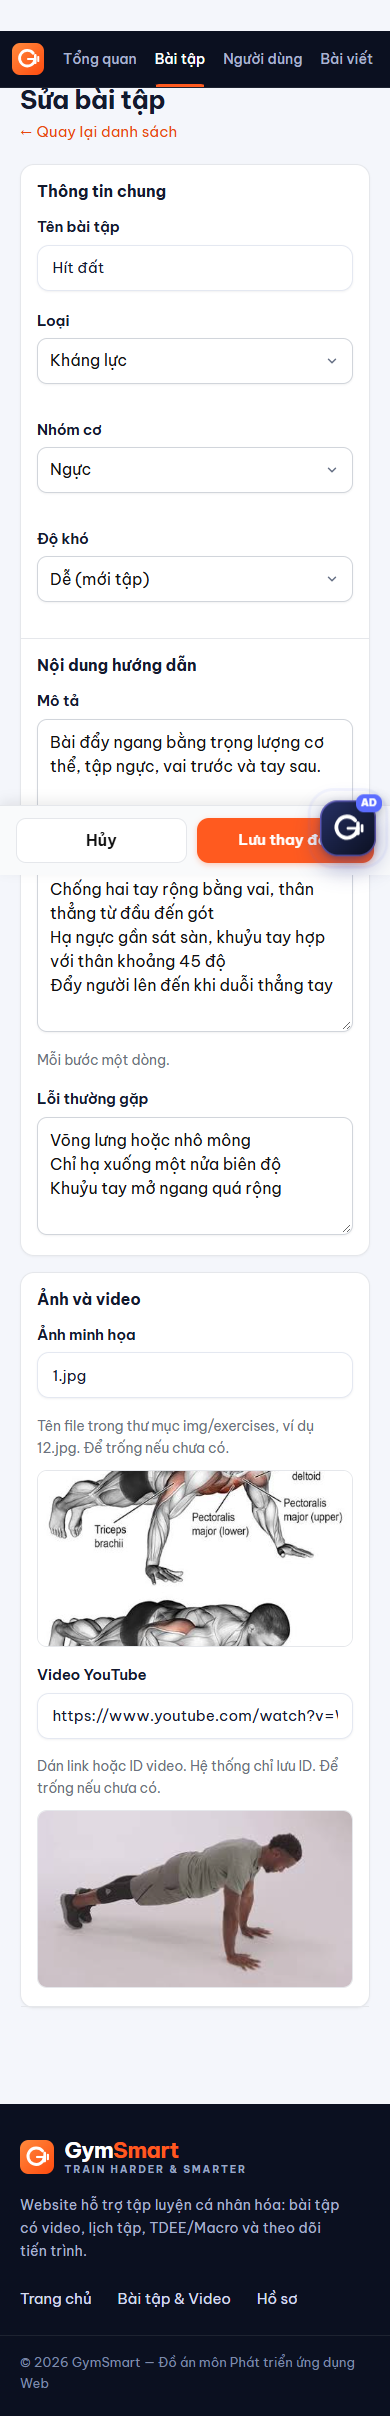 Tổng quan Bài tập Người dùng Bài viết
Sửa bài tập
← Quay lại danh sách
Thông tin chung
Tên bài tập
Hít đất
Loại
Kháng lực
Nhóm cơ
Ngực
Độ khó
Dễ (mới tập)
Nội dung hướng dẫn
Mô tả
Bài đẩy ngang bằng trọng lượng cơ
thể, tập ngực, vai trước và tay sau.
AD
Hủy
Lưu thay
Chống hai tay rộng bằng vai, thân
thẳng từ đầu đến gót
Hạ ngực gần sát sàn, khuỷu tay hợp
với thân khoảng 45 độ
Đẩy người lên đến khi duỗi thẳng tay
Mỗi bước một dòng.
Lỗi thường gặp
Võng lưng hoặc nhô mông
Chỉ hạ xuống một nửa biên độ
Khuỷu tay mở ngang quá rộng
Ảnh và video
Ảnh minh họa
1.jpg
Tên file trong thư mục img/exercises, ví dụ
12.jpg. Để trống nếu chưa có.
deltoid
Triceps
brachii
Pectoralis
major (lower)
Pectoralis
major (upper)
Video YouTube
https://www.youtube.com/watch?v=
Dán link hoặc ID video. Hệ thống chỉ lưu ID. Để
trống nếu chưa có.
GymSmart
TRAIN HARDER & SMARTER
Website hỗ trợ tập luyện cá nhân hóa: bài tập
có video, lịch tập, TDEE/Macro và theo dõi
tiến trình.
Trang chủ Bài tập & Video Hồ sơ
© 2026 GymSmart — Đồ án môn Phát triển ứng dụng
Web